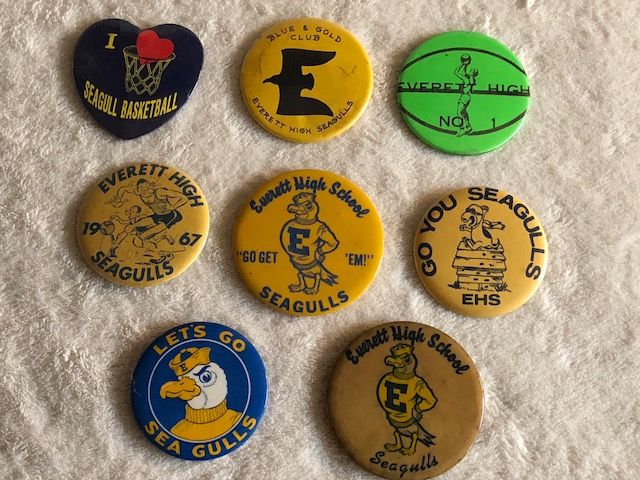 I
SEAGULL BASKETBALL
BLUE & GOLD
CLUB
E
EVERETT HIGH SEAGULLS
EVERETT HIGH
NO. 1
EVERETT HIGH
19 67
SEAGULLS
Everett High School
E
"GO GET 'EM!"
SEAGULLS
GO YOU SEAGULLS
EHS
LET'S GO
E
SEA GULLS
Everett High School
E
Seagulls